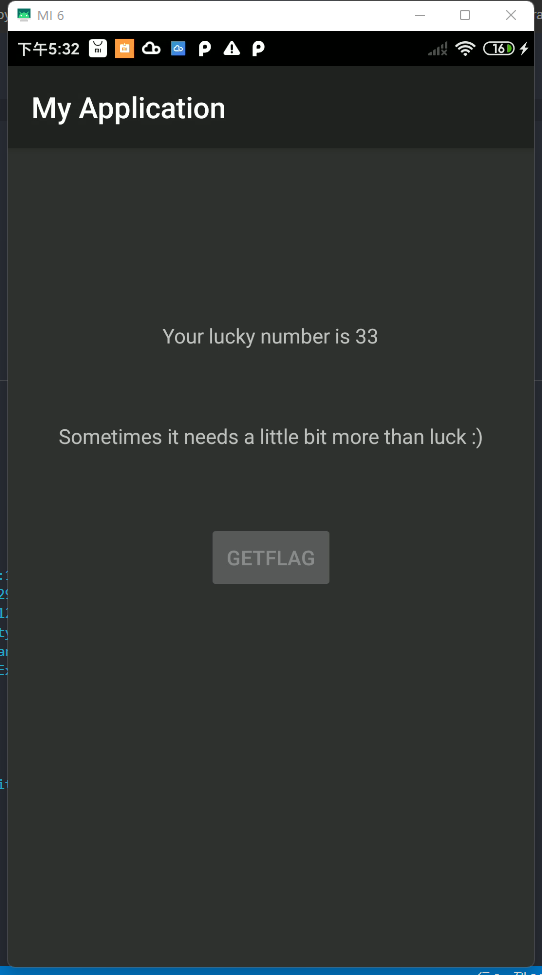 MI 6
下午5:32
16
My Application
Your lucky number is 33
Sometimes it needs a little bit more than luck :)
GETFLAG